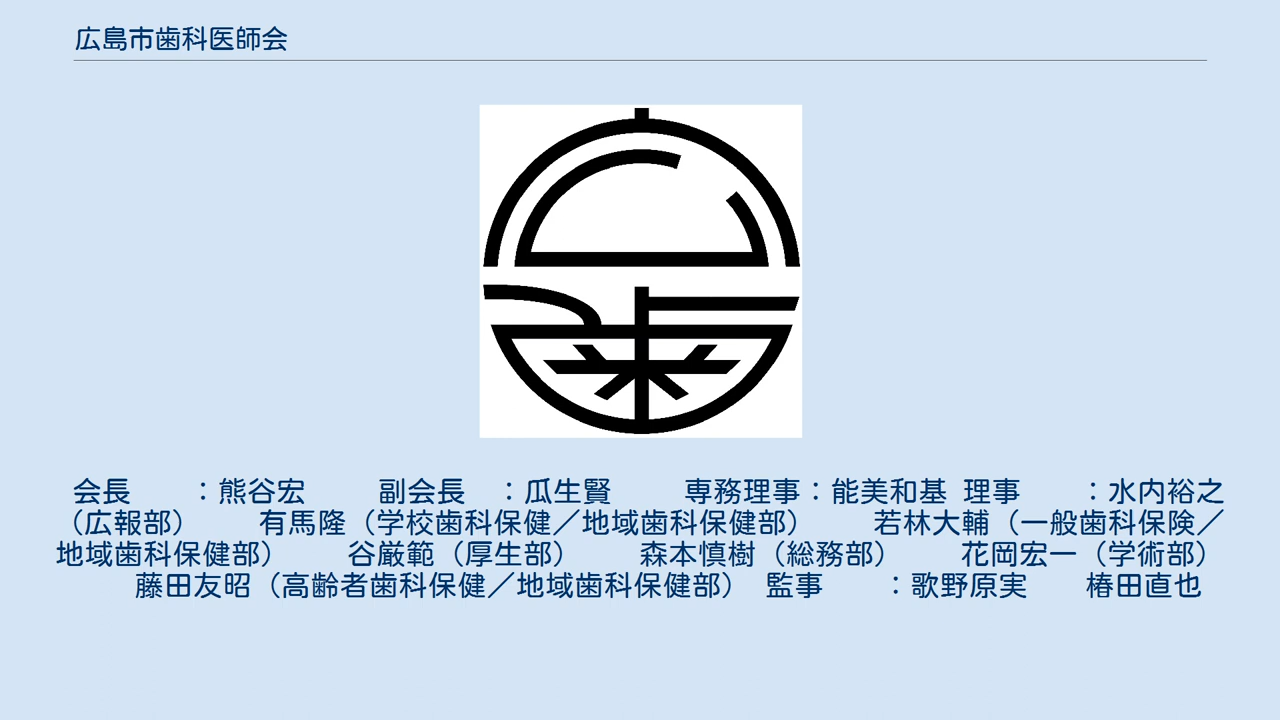 広島市歯科医師会
会長　　：熊谷宏　　副会長　：瓜生賢　　専務理事：能美和基 理事　　：水内裕之
（広報部）　　有馬隆（学校歯科保健／地域歯科保健部）　　若林大輔（一般歯科保険／
地域歯科保健部）　　谷厳範（厚生部）　　森本慎樹（総務部）　　花岡宏一（学術部）
藤田友昭（高齢者歯科保健／地域歯科保健部） 監事　　：歌野原実　　椿田直也